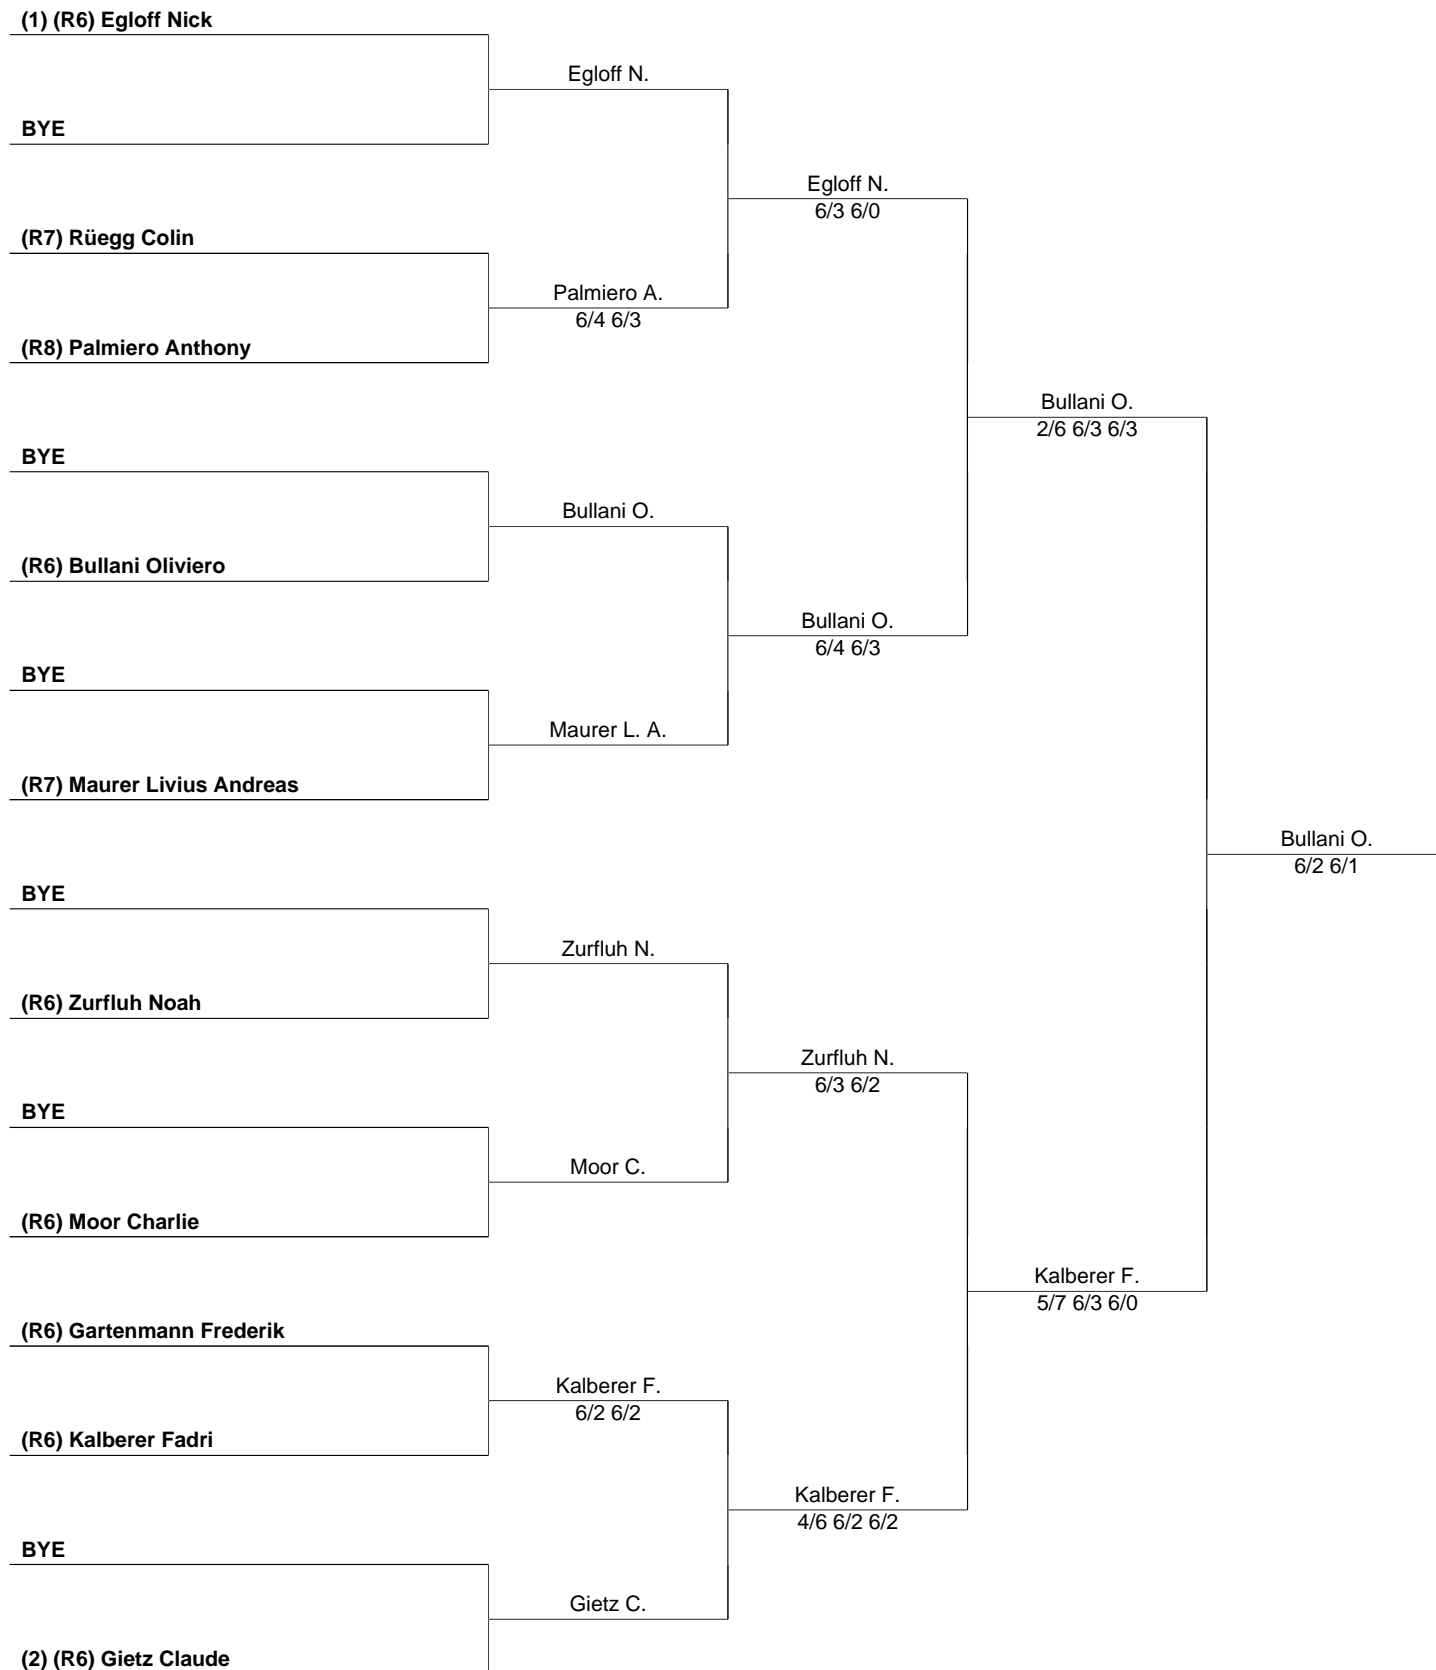 (1) (R6) Egloff Nick
Egloff N.
BYE
Egloff N.
6/3 6/0
(R7) Rüegg Colin
Palmiero A.
6/4 6/3
(R8) Palmiero Anthony
Bullani O.
2/6 6/3 6/3
BYE
Bullani O.
(R6) Bullani Oliviero
Bullani O.
6/4 6/3
BYE
Maurer L. A.
(R7) Maurer Livius Andreas
Bullani O.
6/2 6/1
BYE
Zurfluh N.
(R6) Zurfluh Noah
Zurfluh N.
6/3 6/2
BYE
Moor C.
(R6) Moor Charlie
Kalberer F.
5/7 6/3 6/0
(R6) Gartenmann Frederik
Kalberer F.
6/2 6/2
(R6) Kalberer Fadri
Kalberer F.
4/6 6/2 6/2
BYE
Gietz C.
(2) (R6) Gietz Claude